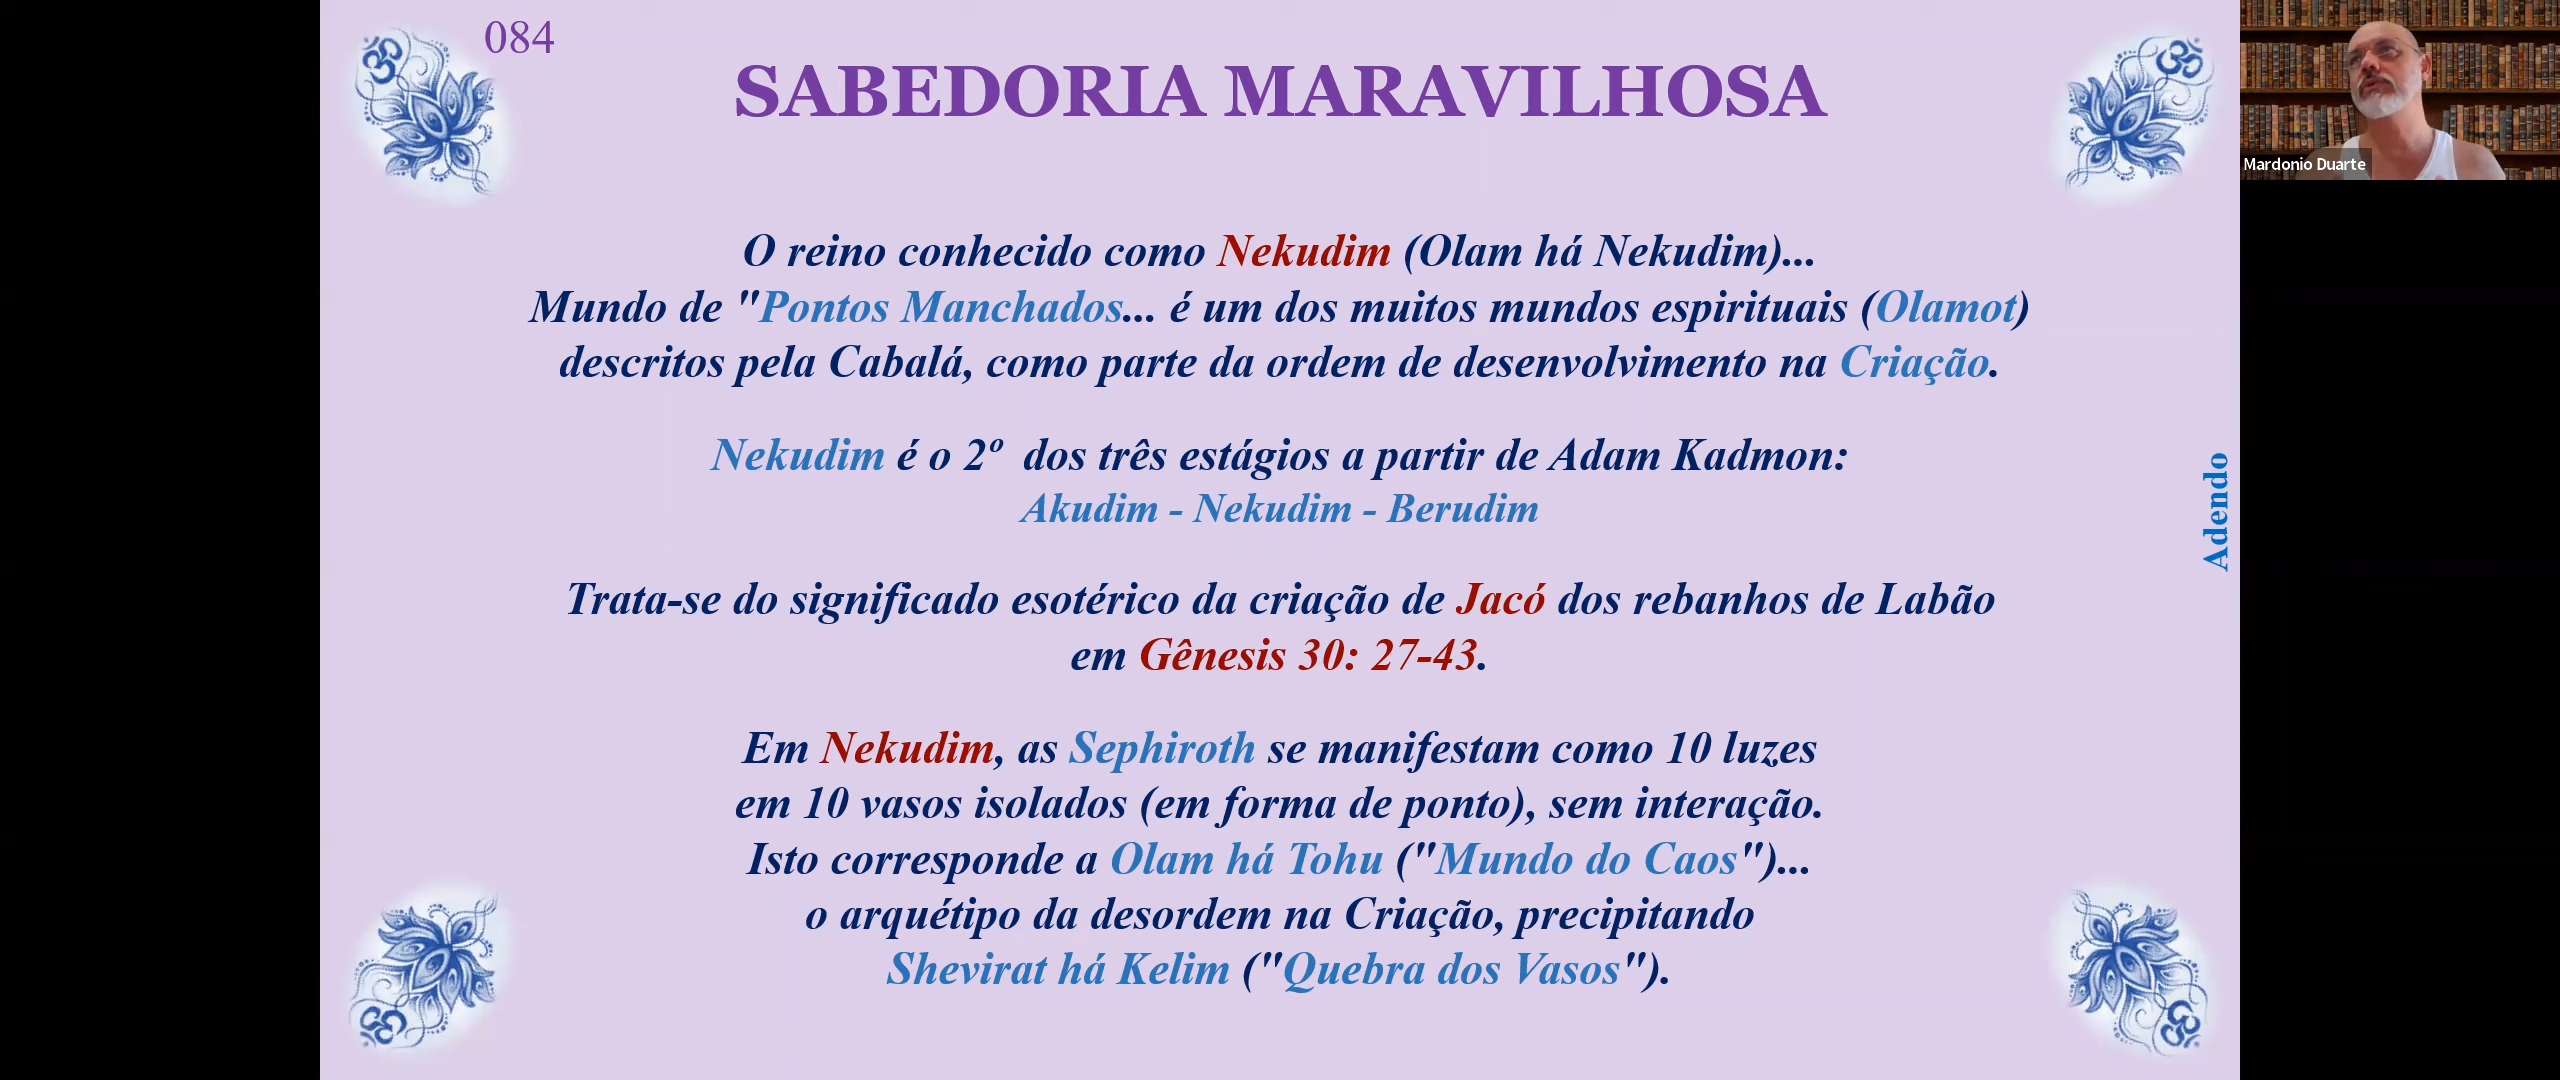 084
SABEDORIA MARAVILHOSA
Mardonio Duarte
O reino conhecido como Nekudim (Olam há Nekudim)...
Mundo de "Pontos Manchados... é um dos muitos mundos espirituais (Olamot)
descritos pela Cabalá, como parte da ordem de desenvolvimento na Criação.
Nekudim é o 2º dos três estágios a partir de Adam Kadmon:
Akudim - Nekudim - Berudim
Adendo
Trata-se do significado esotérico da criação de Jacó dos rebanhos de Labão
em Gênesis 30: 27-43.
Em Nekudim, as Sephiroth se manifestam como 10 luzes
em 10 vasos isolados (em forma de ponto), sem interação.
Isto corresponde a Olam há Tohu ("Mundo do Caos")...
o arquétipo da desordem na Criação, precipitando
Shevirat há Kelim ("Quebra dos Vasos").